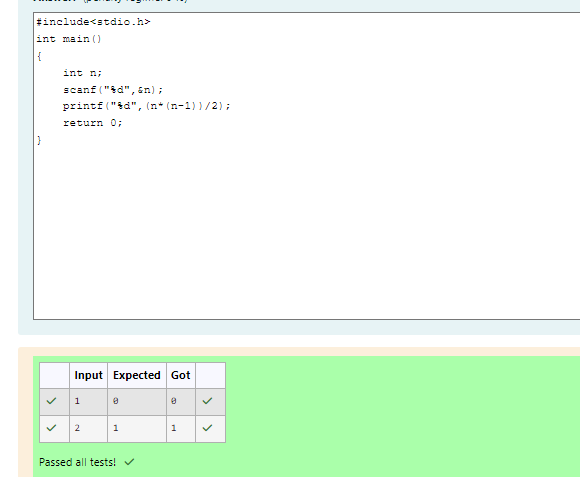 #include<stdio.h>
int main()
{
int n;
scanf("%d",&n);
printf("%d",(n*(n-1))/2);
return 0;
}
Input Expected Got
1 0 0
2 1 1
Passed all tests!